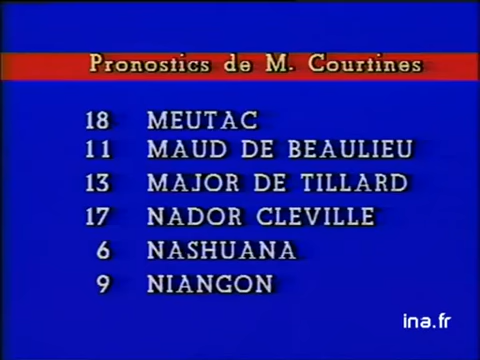 Pronostics de M. Courtines
18 MEUTAC
11 MAUD DE BEAULIEU
13 MAJOR DE TILLARD
17 NADOR CLEVILLE
6 NASHUANA
9 NIANGON
ina.fr